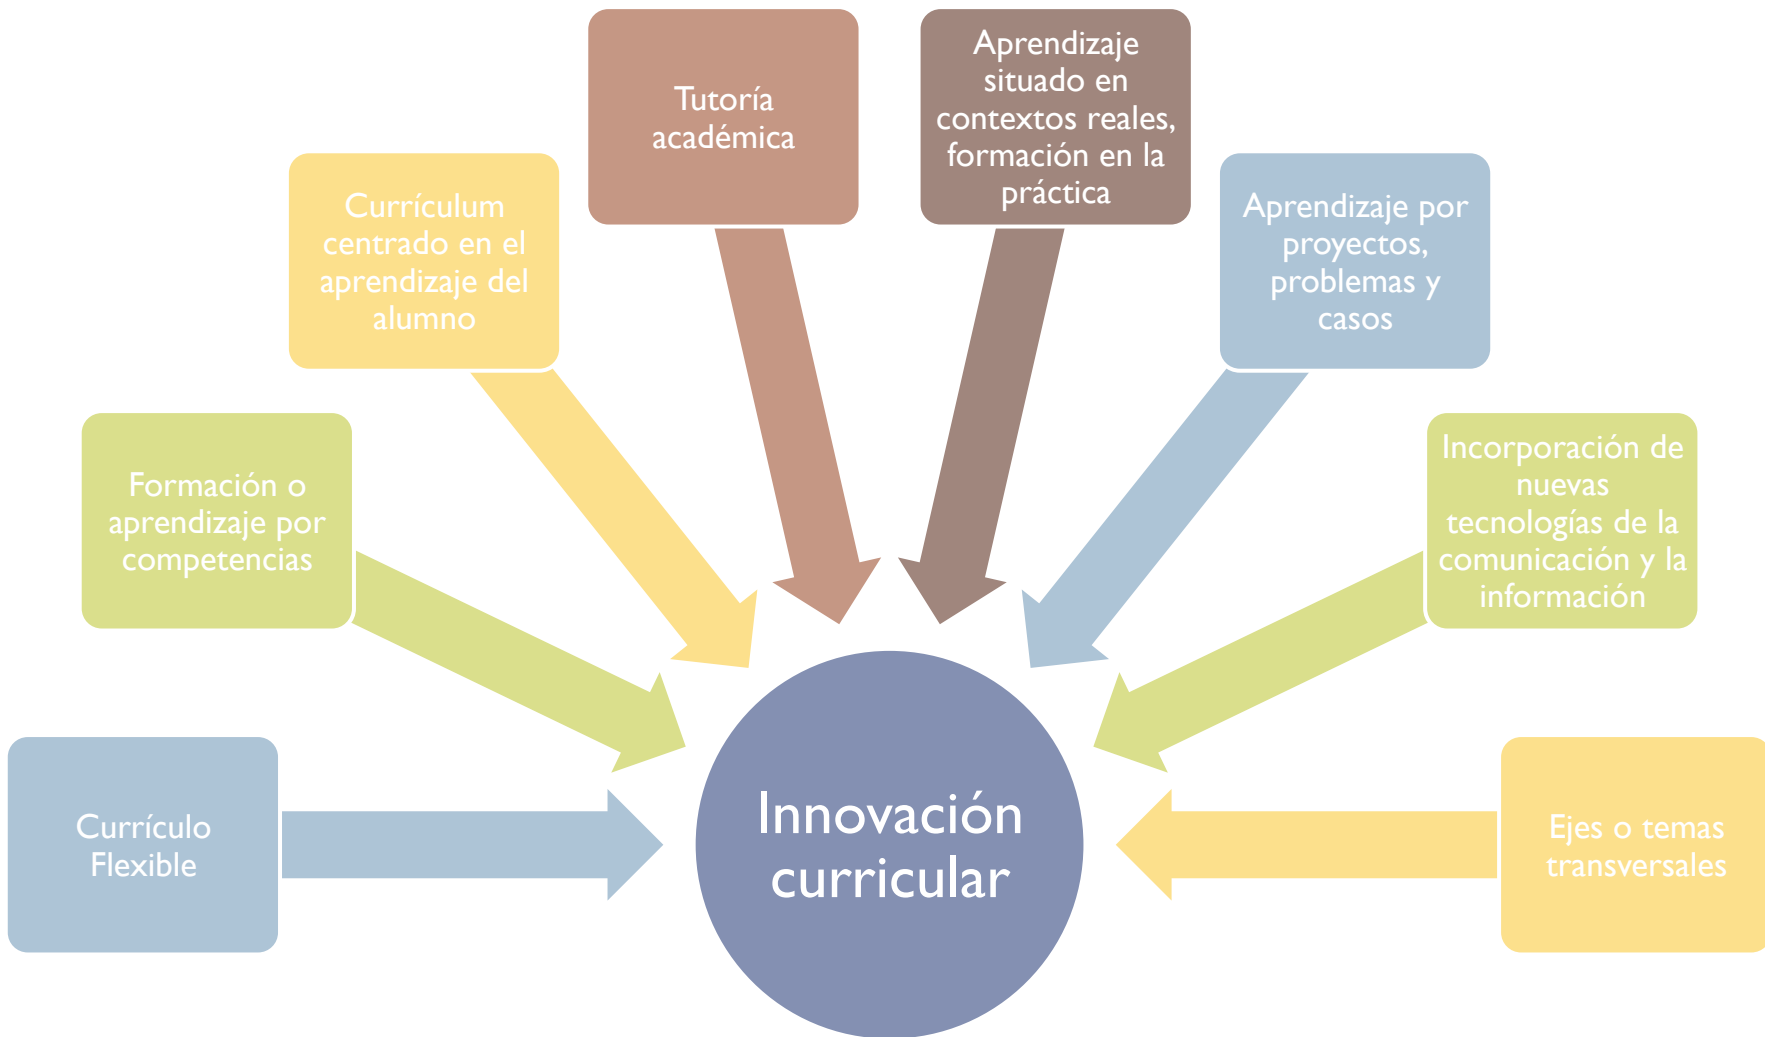 Currículo
Flexible
Formación o
aprendizaje por
competencias
Currículum
centrado en el
aprendizaje del
alumno
Tutoría
académica
Aprendizaje
situado en
contextos reales,
formación en la
práctica
Aprendizaje por
proyectos,
problemas y
casos
Incorporación de
nuevas
tecnologías de la
comunicación y la
información
Ejes o temas
transversales
Innovación
curricular